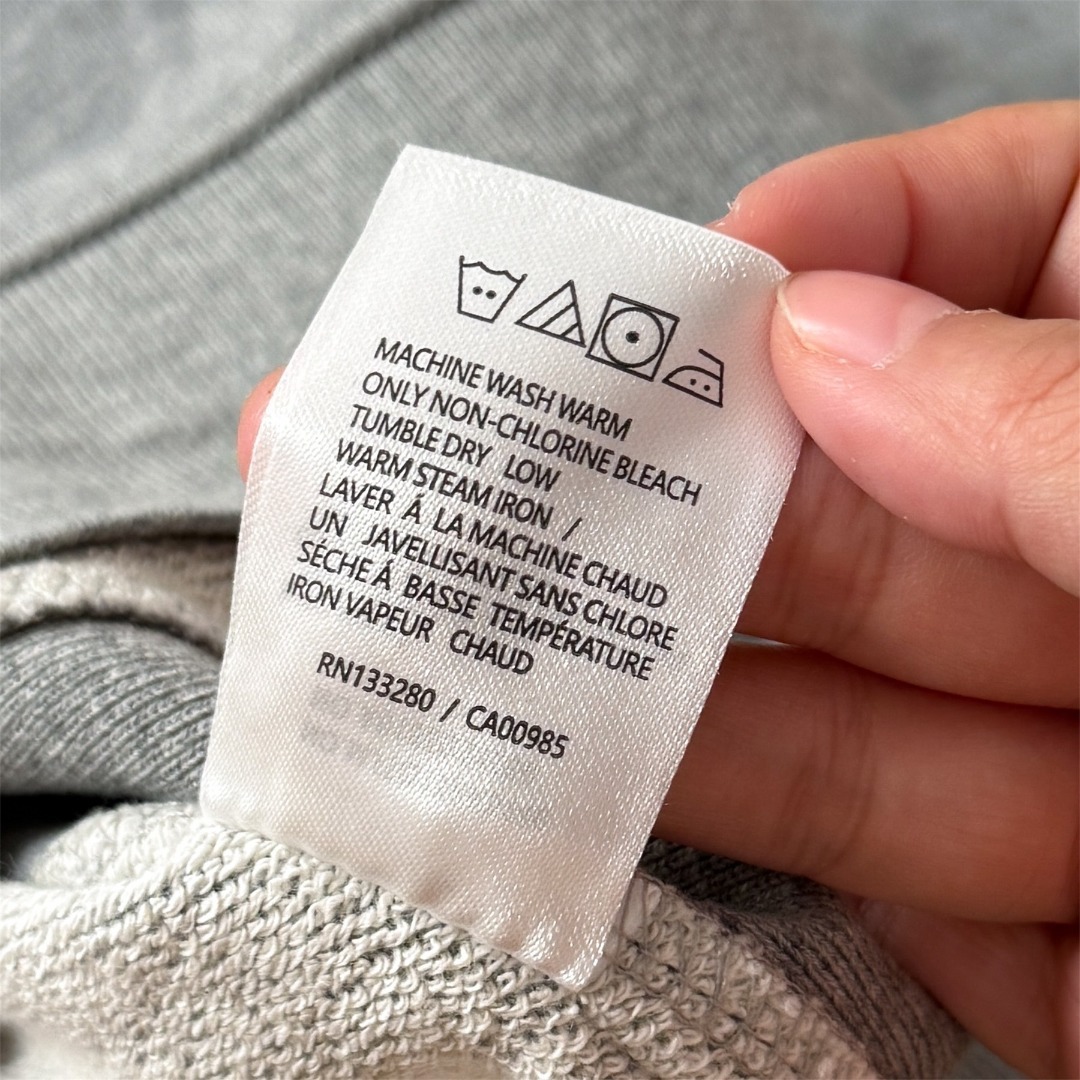 MACHINE WASH WARM
ONLY NON-CHLORINE BLEACH
TUMBLE DRY LOW
WARM STEAM IRON /
LAVER Á LA MACHINE CHAUD
UN JAVELLISANT SANS CHLORE
SÉCHE Á BASSE TEMPÉRATURE
IRON VAPEUR CHAUD
RN133280 / CA00985